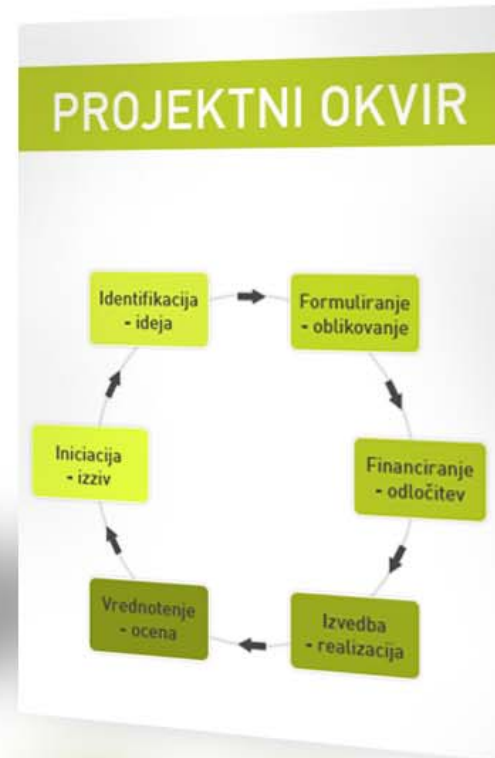 PROJEKTNI OKVIR
Identifikacija
- ideja
Formuliranje
- oblikovanje
Financiranje
- odločitev
Izvedba
- realizacija
Vrednotenje
- ocena
Iniciacija
- izziv